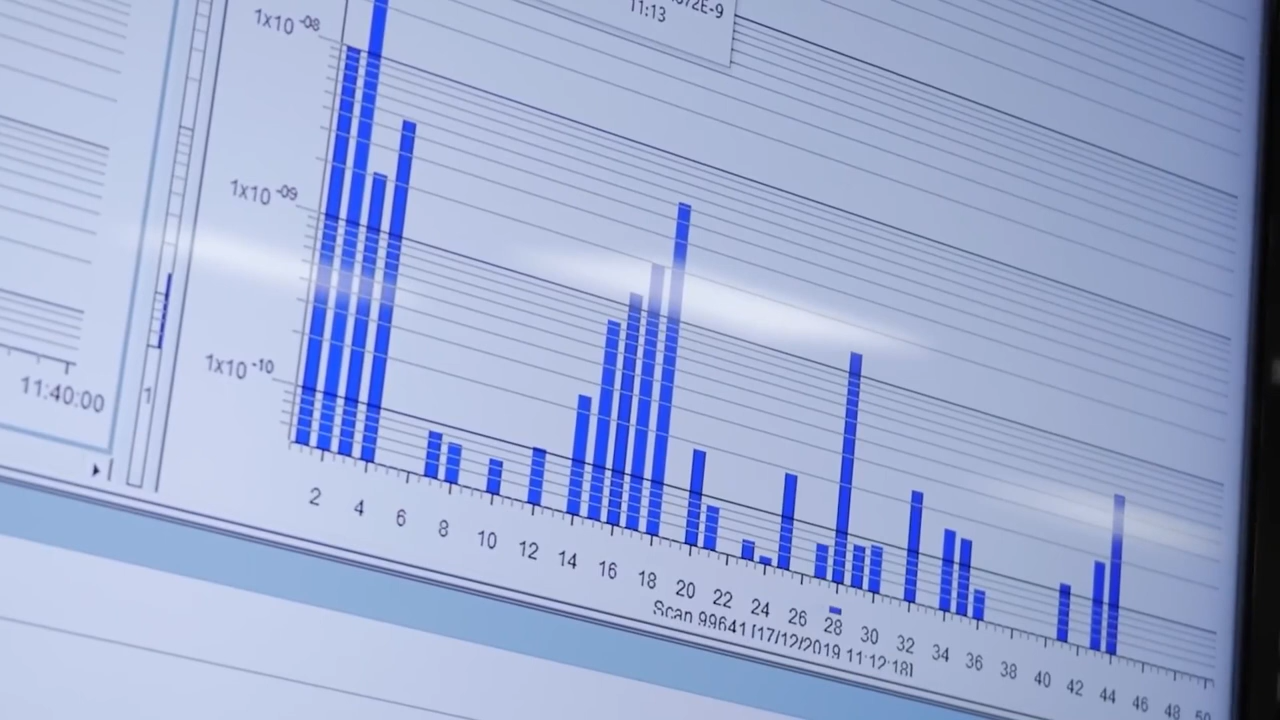 11:13
1x10 -08
1x10 -09
1x10 -10
11:40:00
1
2 4 6 8 10 12 14 16 18 20 22 24 26 28 30 32 34 36 38 40 42 44 46 48 50
Scan 99641 [17/12/2019 11:12:18]